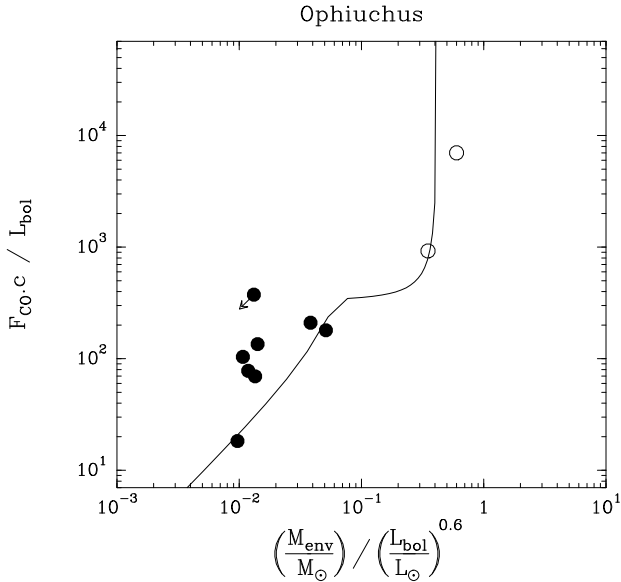 Ophiuchus
F_CO.c / L_bol
10^4
10^3
10^2
10^1
10^-3 10^-2 10^-1 1 10^1
(M_env/M_⊙) / (L_bol/L_⊙)^0.6